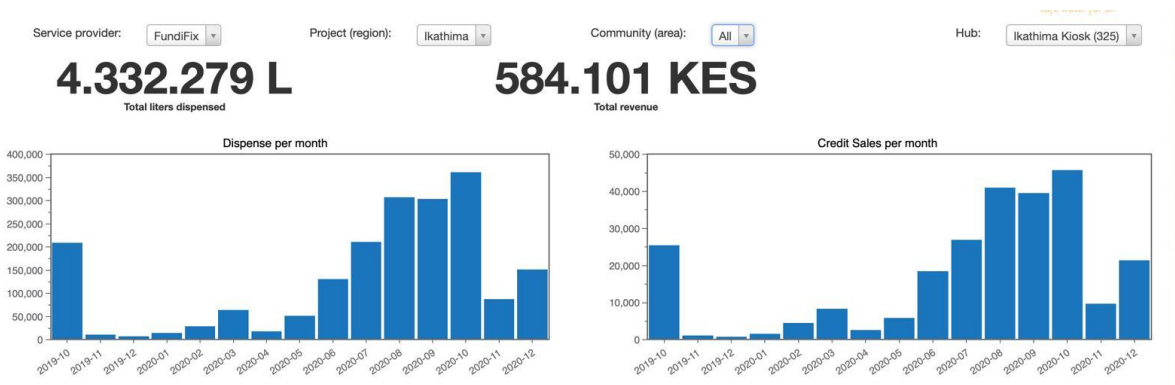 Service provider: FundiFix Project (region): Ikathima Community (area): All Hub: Ikathima Kiosk (325)
4.332.279 L 584.101 KES
Total liters dispensed Total revenue
Dispense per month
400,000
350,000
300,000
250,000
200,000
150,000
100,000
50,000
0
2019-10 2019-11 2019-12 2020-01 2020-02 2020-03 2020-04 2020-05 2020-06 2020-07 2020-08 2020-09 2020-10 2020-11 2020-12
Credit Sales per month
50,000
40,000
30,000
20,000
10,000
0
2019-10 2019-11 2019-12 2020-01 2020-02 2020-03 2020-04 2020-05 2020-06 2020-07 2020-08 2020-09 2020-10 2020-11 2020-12